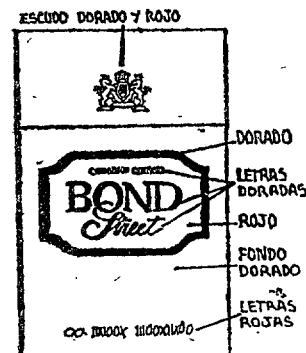 ESCUDO DORADO Y ROJO
DORADO
LETRAS
DORADAS
BOND
Street
ROJO
FONDO
DORADO
LETRAS
ROJAS